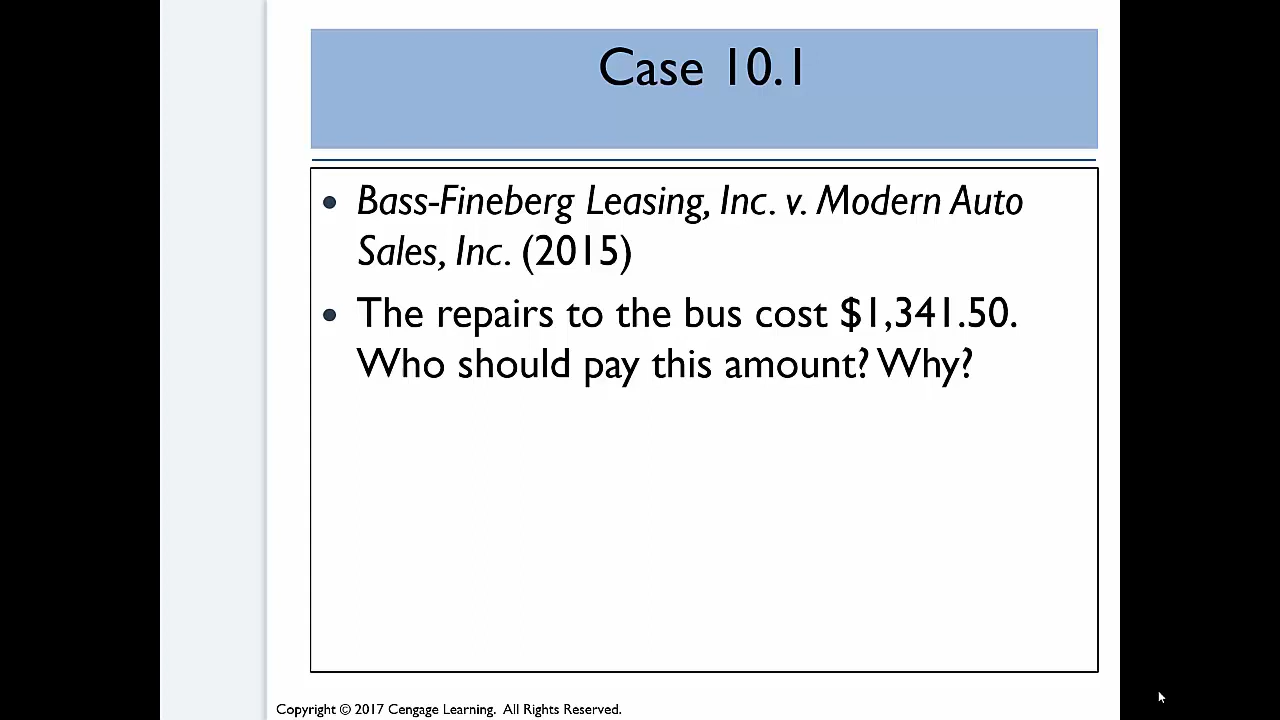 Case 10.1
• Bass-Fineberg Leasing, Inc. v. Modern Auto
Sales, Inc. (2015)
• The repairs to the bus cost $1,341.50.
Who should pay this amount? Why?
Copyright © 2017 Cengage Learning. All Rights Reserved.